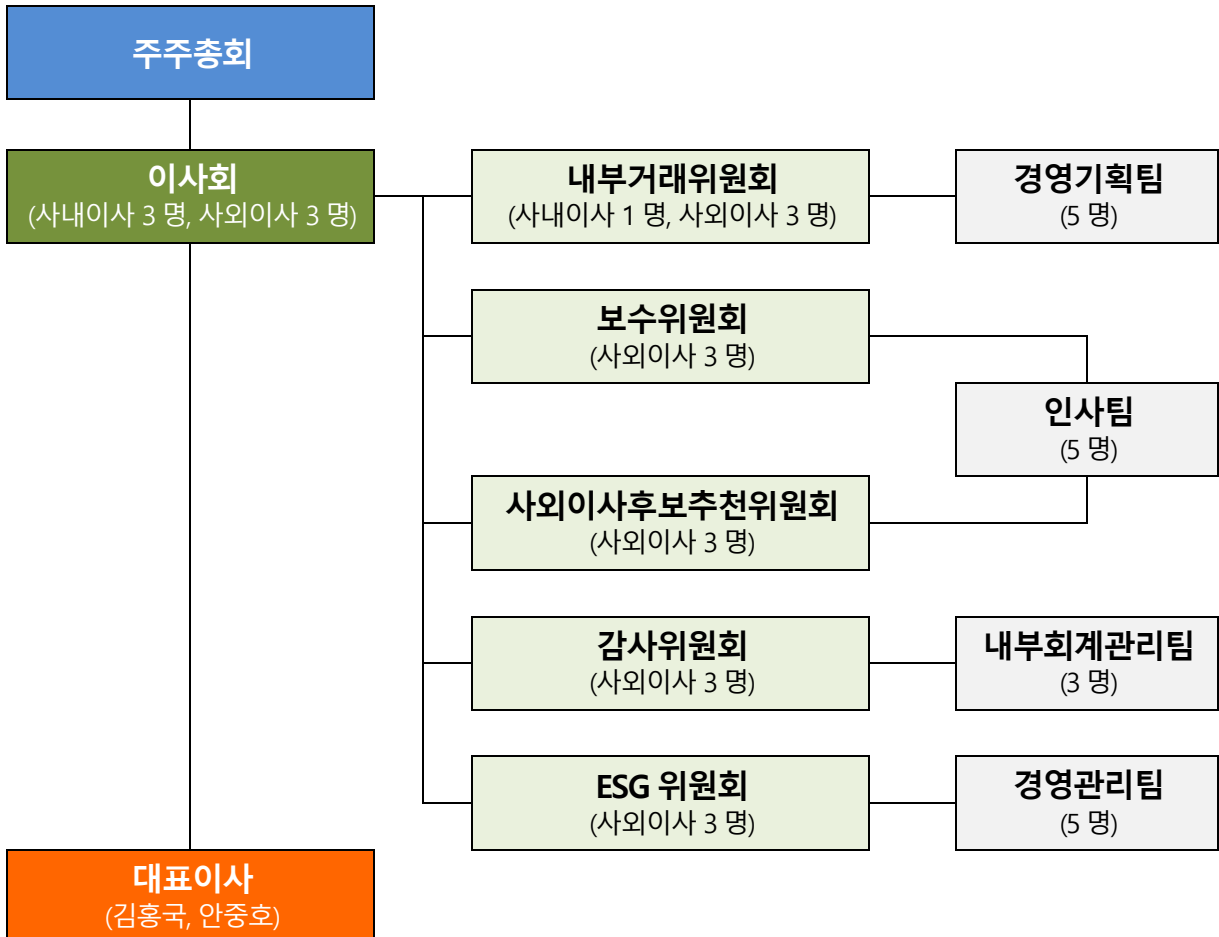 주주총회
이사회
(사내이사 3 명, 사외이사 3 명)
내부거래위원회
(사내이사 1 명, 사외이사 3 명)
경영기획팀
(5 명)
보수위원회
(사외이사 3 명)
인사팀
(5 명)
사외이사후보추천위원회
(사외이사 3 명)
감사위원회
(사외이사 3 명)
내부회계관리팀
(3 명)
ESG 위원회
(사외이사 3 명)
경영관리팀
(5 명)
대표이사
(김홍국, 안중호)